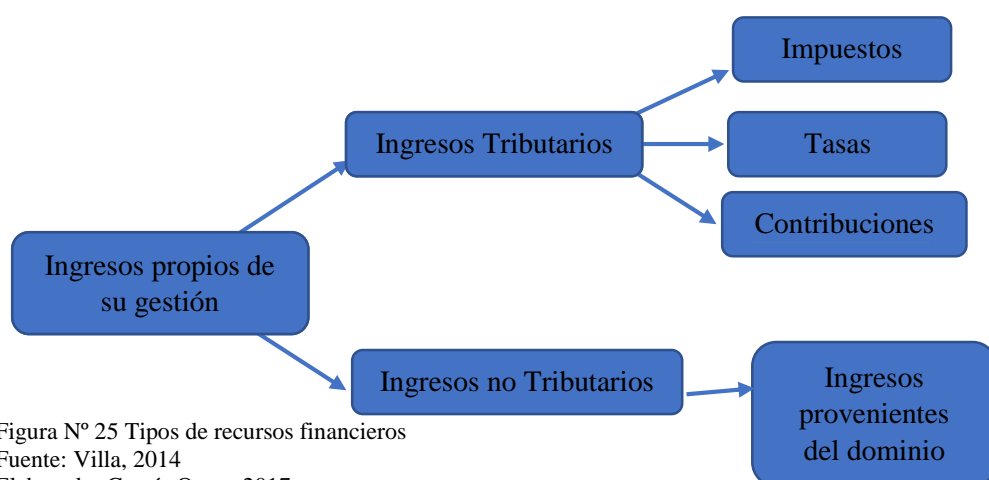 Impuestos
Ingresos Tributarios
Tasas
Contribuciones
Ingresos propios de
su gestión
Ingresos no Tributarios
Ingresos
provenientes
del dominio
Figura Nº 25 Tipos de recursos financieros
Fuente: Villa, 2014